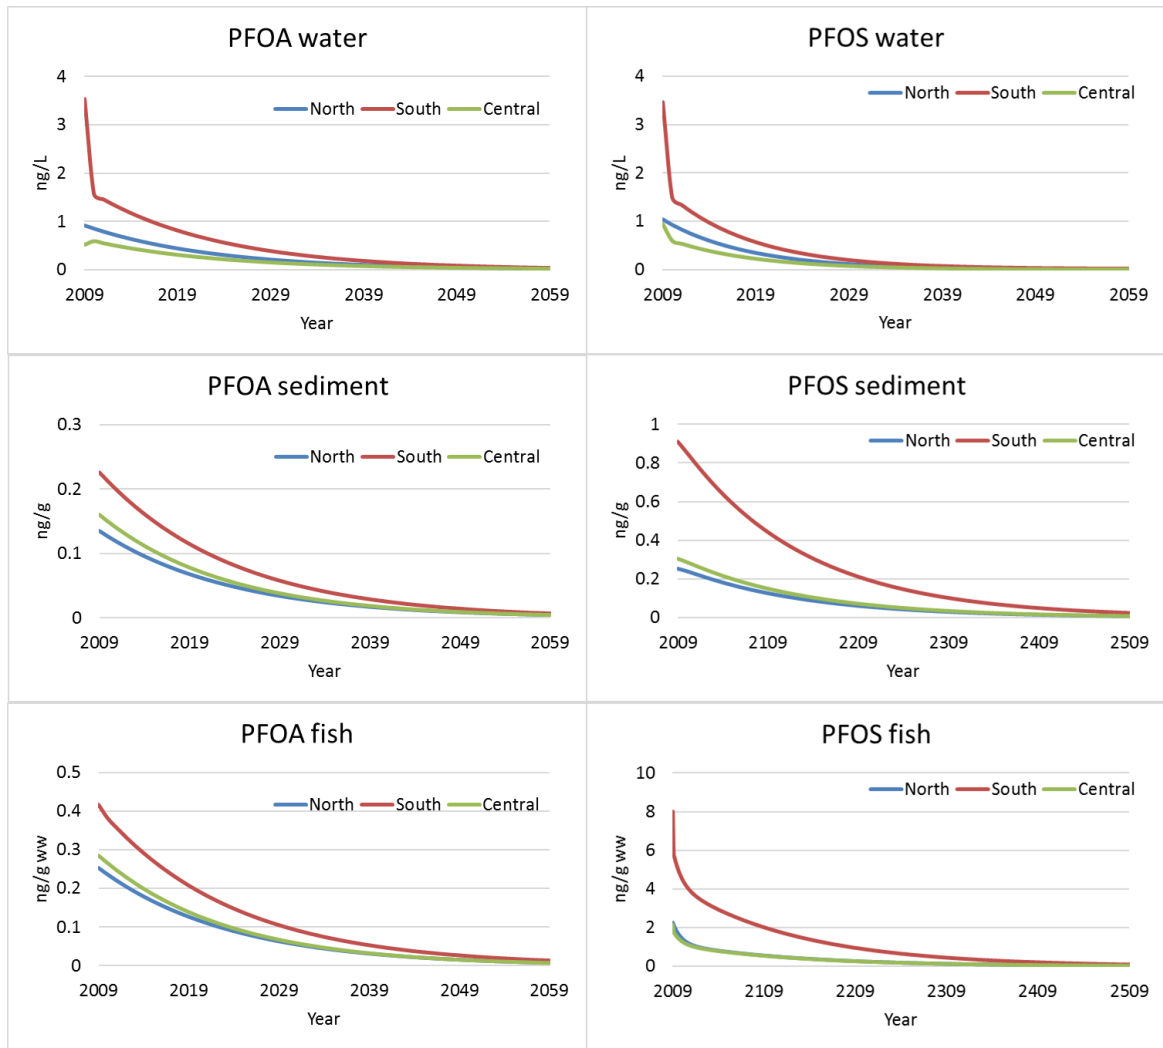 PFOA water
4
3
2
1
0
ng/L
North South Central
2009 2019 2029 2039 2049 2059
Year
PFOS water
4
3
2
1
0
ng/L
North South Central
2009 2019 2029 2039 2049 2059
Year
PFOA sediment
0.3
0.2
0.1
0
ng/g
North South Central
2009 2019 2029 2039 2049 2059
Year
PFOS sediment
1
0.8
0.6
0.4
0.2
0
ng/g
North South Central
2009 2109 2209 2309 2409 2509
Year
PFOA fish
0.5
0.4
0.3
0.2
0.1
0
ng/g ww
North South Central
2009 2019 2029 2039 2049 2059
Year
PFOS fish
10
8
6
4
2
0
ng/g ww
North South Central
2009 2109 2209 2309 2409 2509
Year